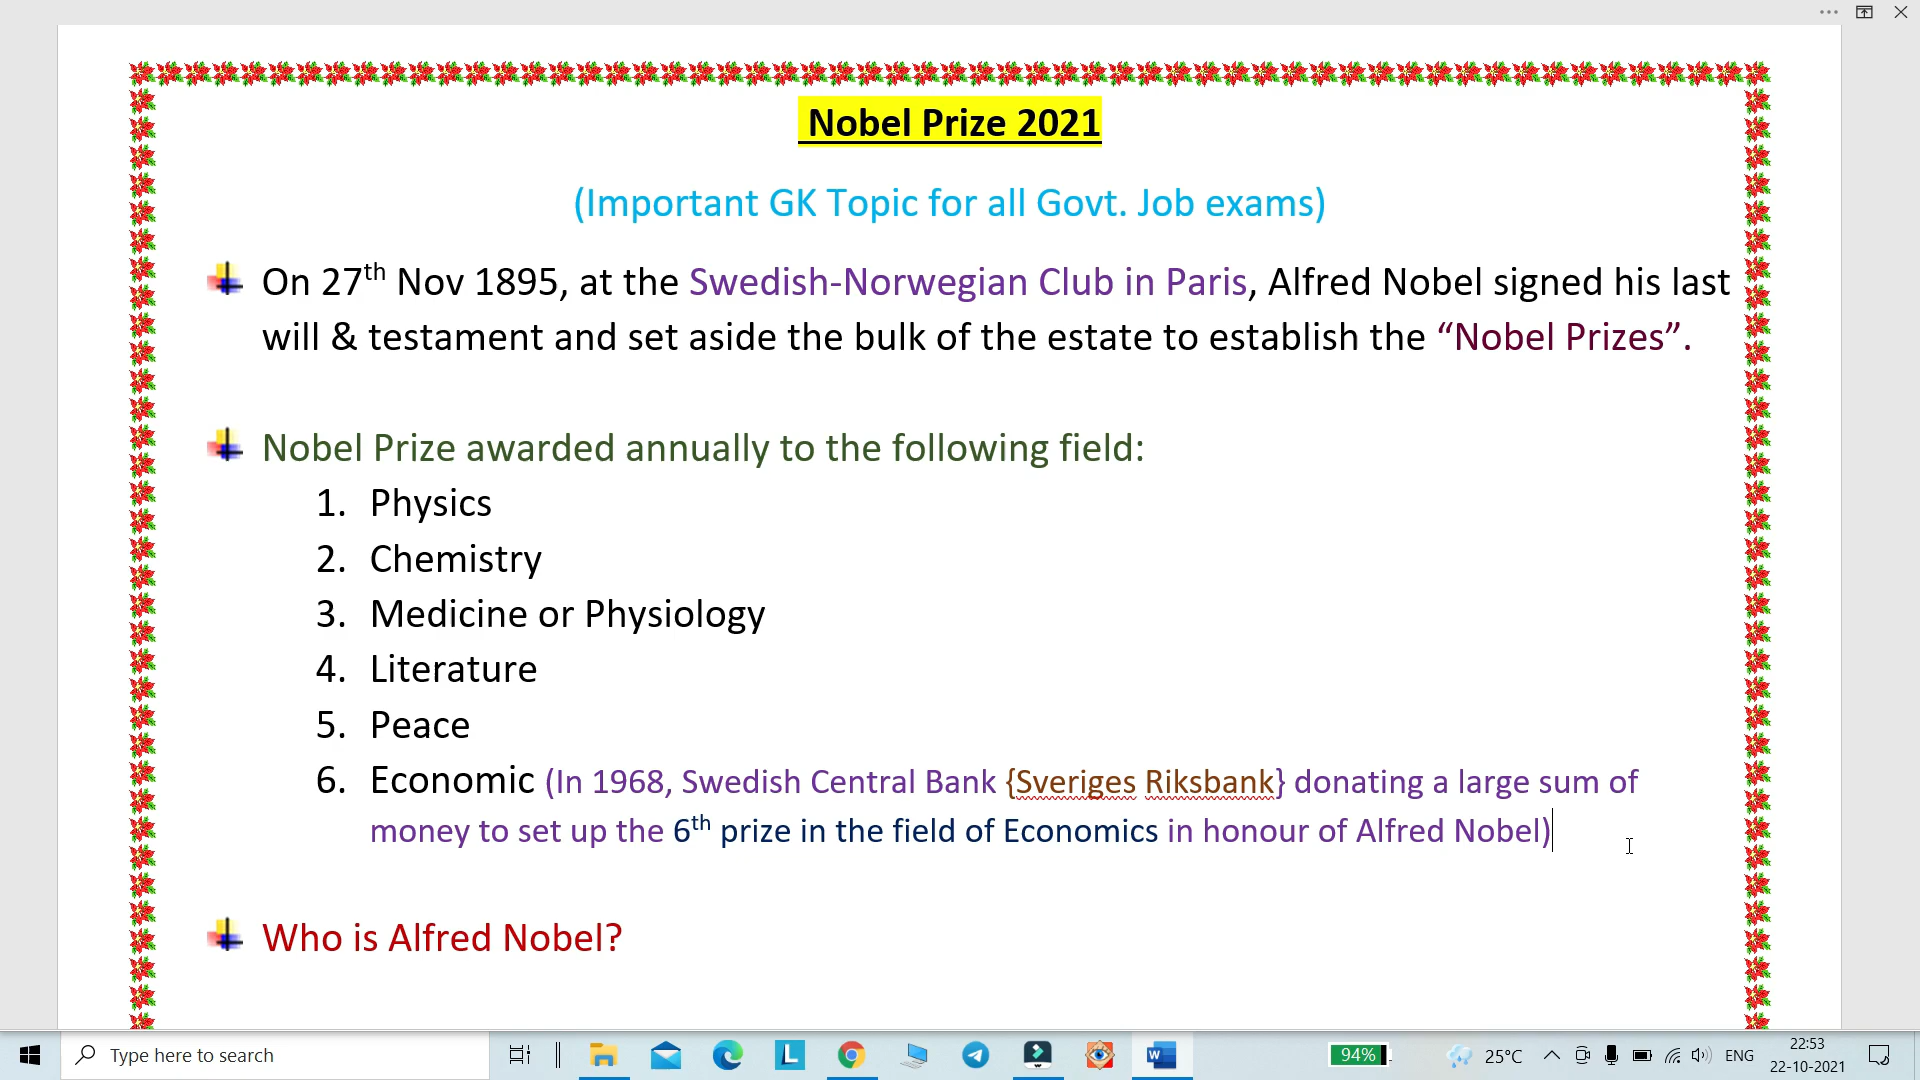 Nobel Prize 2021
(Important GK Topic for all Govt. Job exams)
On 27th Nov 1895, at the Swedish-Norwegian Club in Paris, Alfred Nobel signed his last
will & testament and set aside the bulk of the estate to establish the “Nobel Prizes”.
Nobel Prize awarded annually to the following field:
1. Physics
2. Chemistry
3. Medicine or Physiology
4. Literature
5. Peace
6. Economic (In 1968, Swedish Central Bank {Sveriges Riksbank} donating a large sum of
money to set up the 6th prize in the field of Economics in honour of Alfred Nobel)
Who is Alfred Nobel?
Type here to search
L
W
94%
25°C
ENG
22:53
22-10-2021